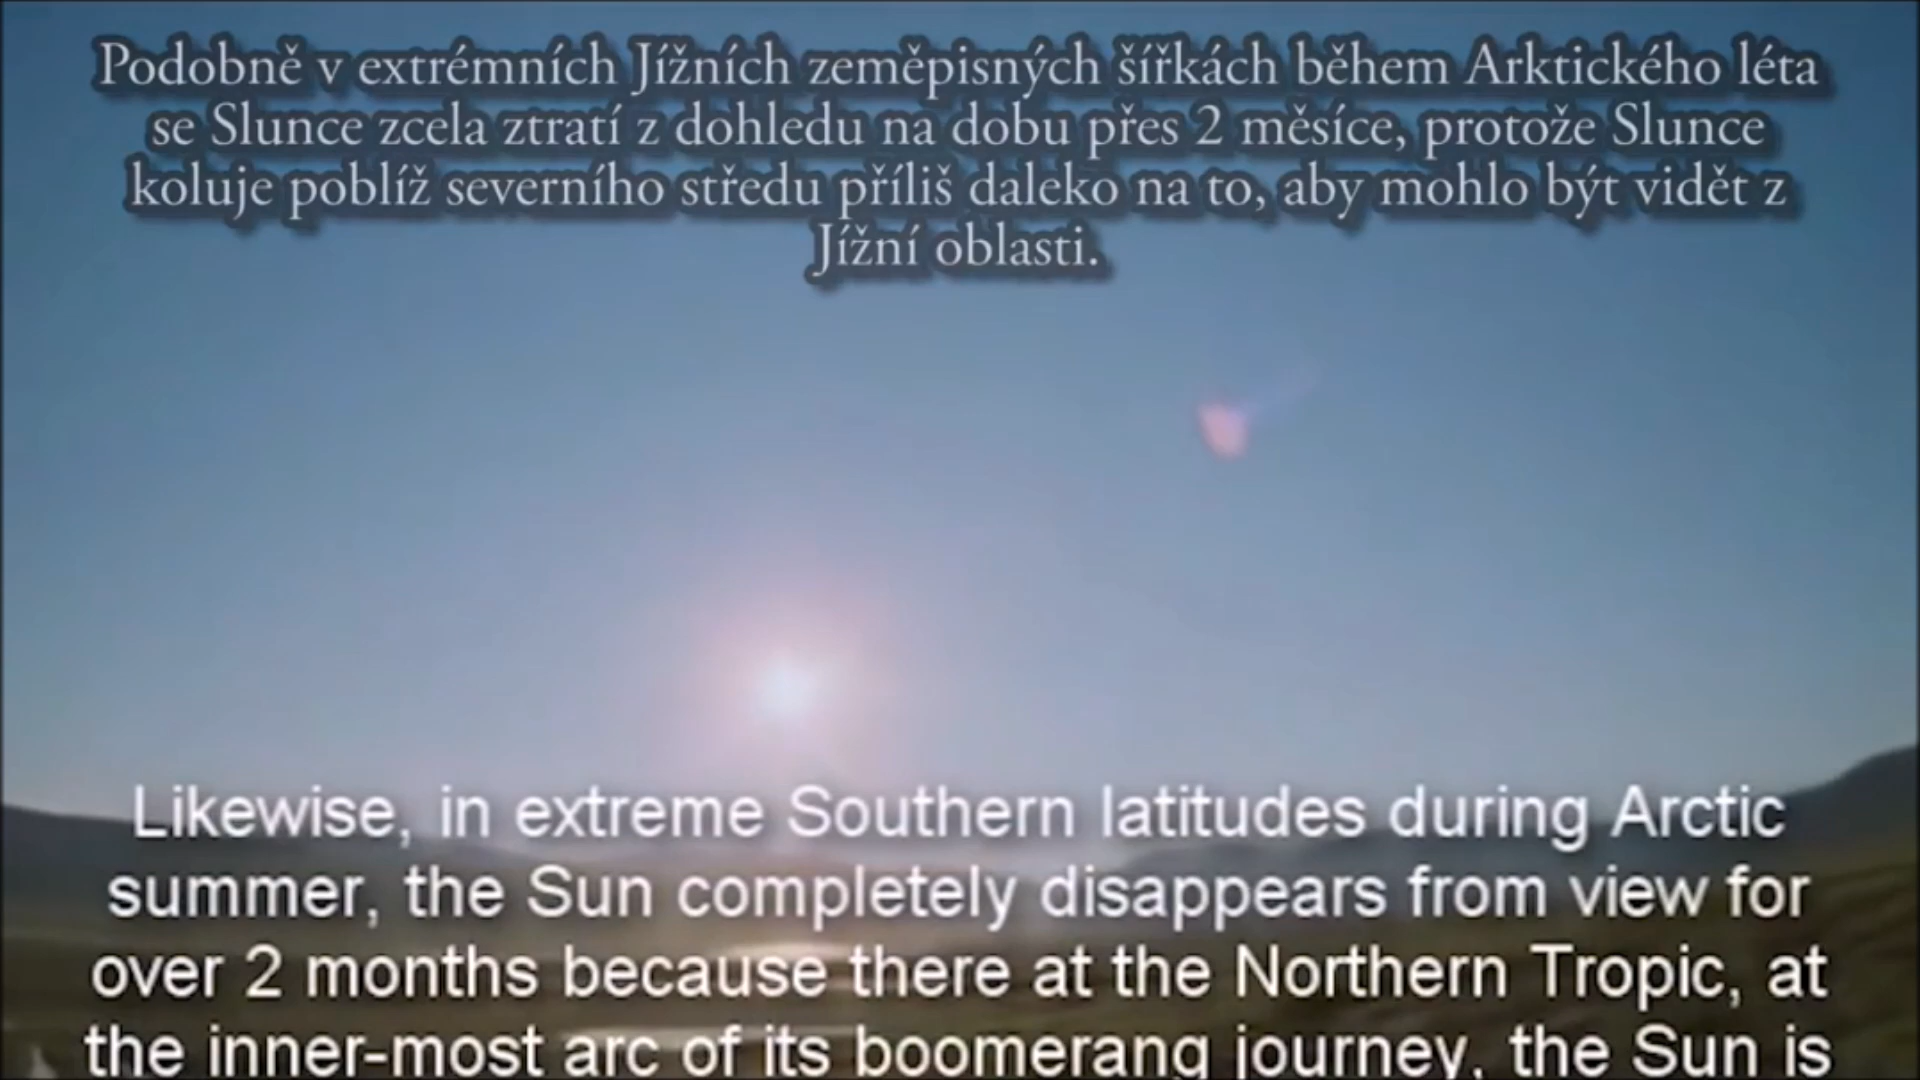 Podobně v extrémních Jížních zeměpisných šířkách během Arktického léta
se Slunce zcela ztratí z dohledu na dobu přes 2 měsíce, protože Slunce
koluje poblíž severního středu příliš daleko na to, aby mohlo být vidět z
Jížní oblasti.
Likewise, in extreme Southern latitudes during Arctic
summer, the Sun completely disappears from view for
over 2 months because there at the Northern Tropic, at
the inner-most arc of its boomerang journey, the Sun is